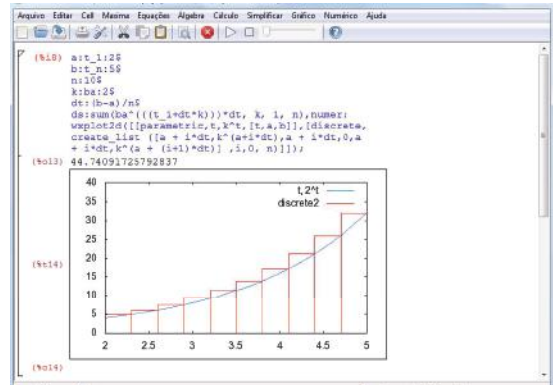 Arquivo Editar Cell Maxima Equações Álgebra Cálculo Simplificar Gráfico Numérico Ajuda
(%i8) a:t_1:2$
b:t_n:5$
n:10$
k:ba:2$
dt:(b-a)/n$
ds:sum(ba^(((t_1+dt*k)))*dt, k, 1, n),numer;
wxplot2d([[parametric,t,k^t,[t,a,b]],[discrete,
create_list ([a + i*dt,k^(a+i*dt),a + i*dt,0,a
+ i*dt,k^(a + (i+1)*dt)] ,i,0, n)]]);
(%o13) 44.74091725792837
(%t14)
t, 2^t
discrete2
40
35
30
25
20
15
10
5
0
2 2.5 3 3.5 4 4.5 5
(%o14)